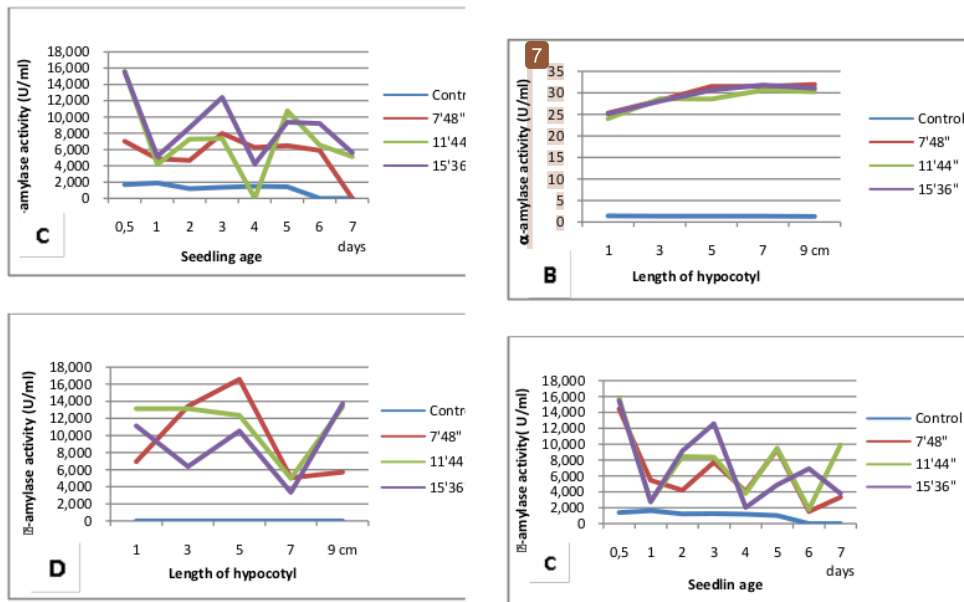 18,000
16,000
14,000
12,000
10,000
8,000
6,000
4,000
2,000
0
-amylase activity (U/ml)
0,5 1 2 3 4 5 6 7
days
Seedling age
Contr
7'48"
11'44
15'36
C
7
35
30
25
20
15
10
5
0
α-amylase activity (U/ml)
1 3 5 7 9 cm
Length of hypocotyl
Control
7'48"
11'44"
15'36"
B
18,000
16,000
14,000
12,000
10,000
8,000
6,000
4,000
2,000
0
-amylase activity (U/ml)
1 3 5 7 9 cm
Length of hypocotyl
Contr
7'48"
11'44
15'36
D
18,000
16,000
14,000
12,000
10,000
8,000
6,000
4,000
2,000
0
-amylase activity( U/ml)
0,5 1 2 3 4 5 6 7
days
Seedlin age
Control
7'48"
11'44"
15'36"
C